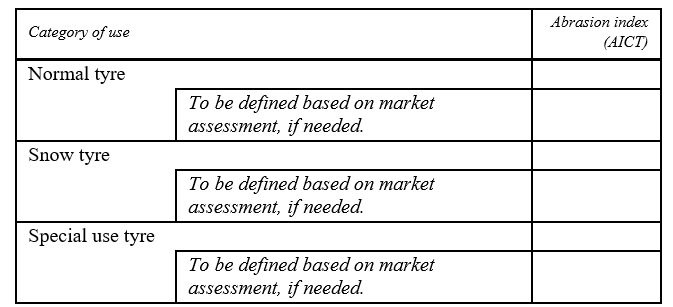 Category of use
Abrasion index
(AICT)
Normal tyre
To be defined based on market
assessment, if needed.
Snow tyre
To be defined based on market
assessment, if needed.
Special use tyre
To be defined based on market
assessment, if needed.